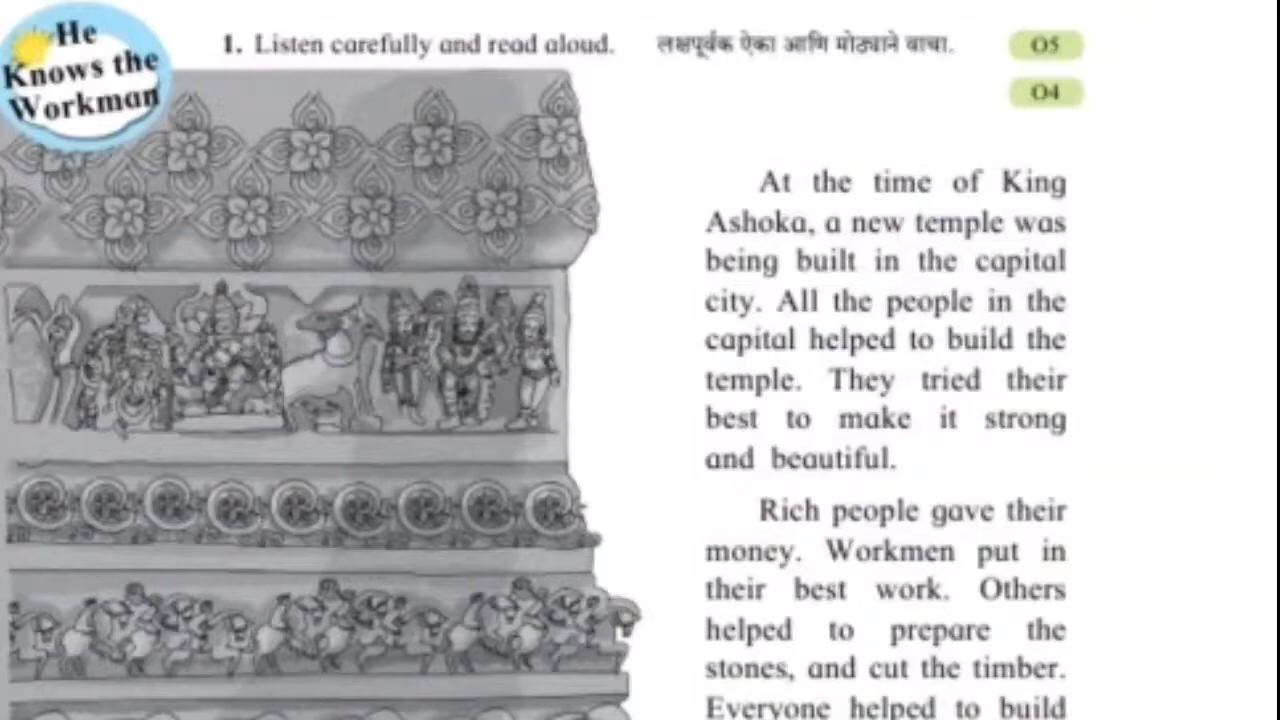 He
Knows the
Workman
1. Listen carefully and read aloud. लक्षपूर्वक ऐका आणि मोठ्याने वाचा.
O5
O4
At the time of King
Ashoka, a new temple was
being built in the capital
city. All the people in the
capital helped to build the
temple. They tried their
best to make it strong
and beautiful.
Rich people gave their
money. Workmen put in
their best work. Others
helped to prepare the
stones, and cut the timber.
Everyone helped to build